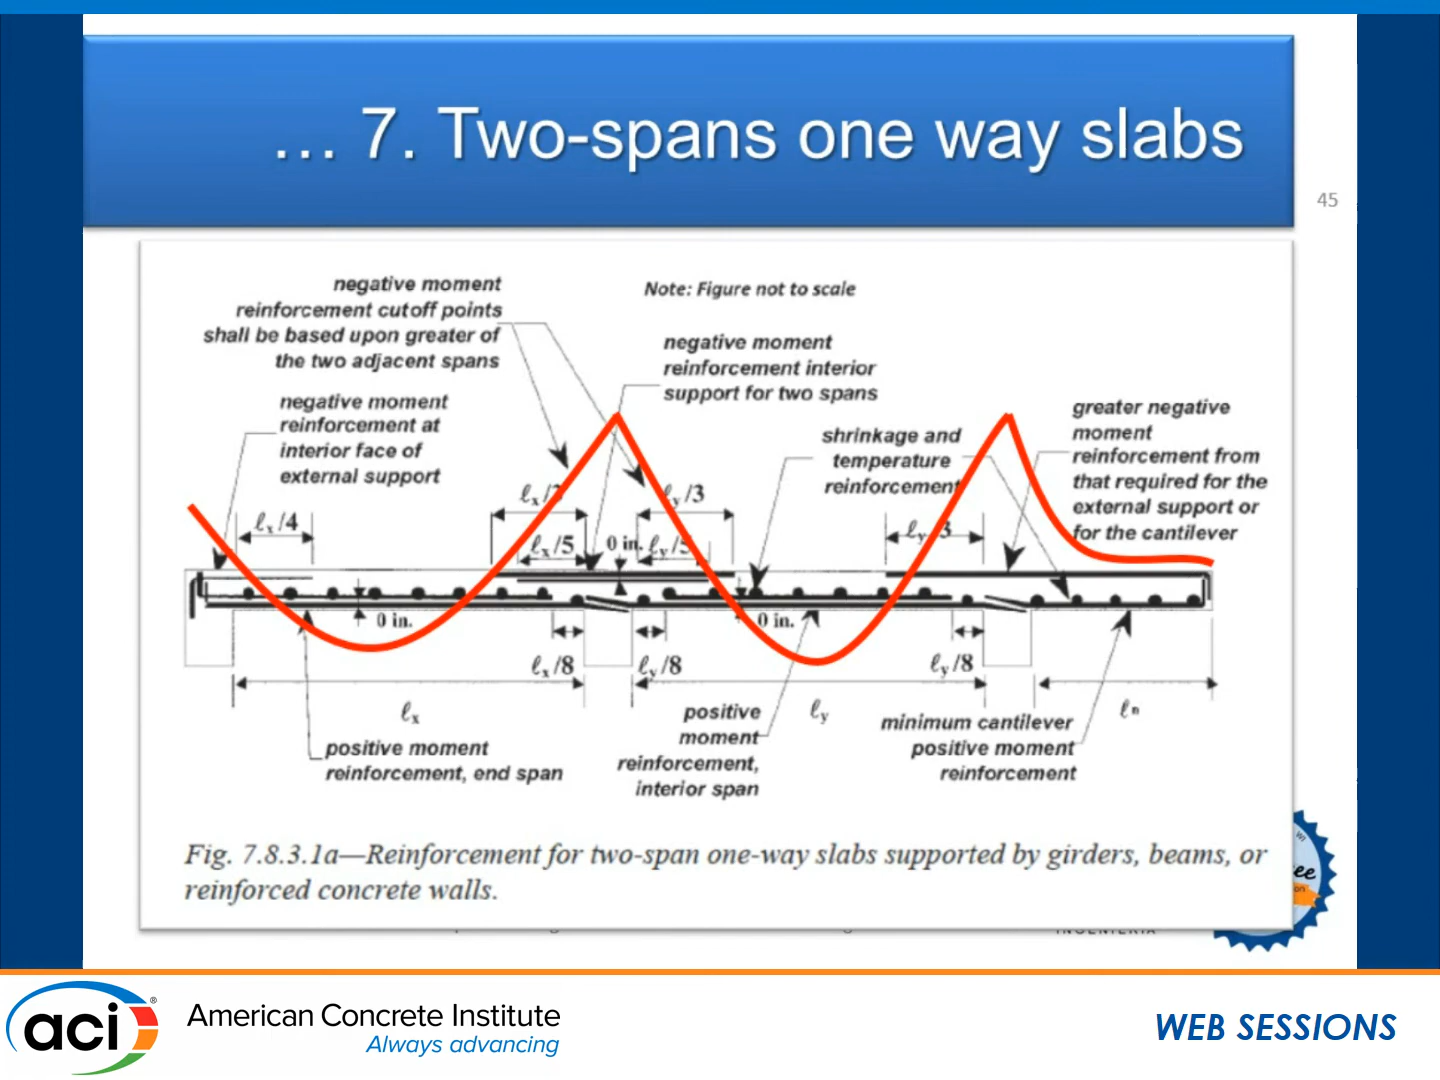 ... 7. Two-spans one way slabs
45
negative moment
reinforcement cutoff points
shall be based upon greater of
the two adjacent spans
Note: Figure not to scale
negative moment
reinforcement interior
support for two spans
negative moment
reinforcement at
interior face of
external support
shrinkage and
temperature
reinforcement
greater negative
moment
reinforcement from
that required for the
external support or
for the cantilever
ℓx/4
ℓx/
ℓy/3
ℓx/5
0 in.
ℓy/5
ℓy/3
0 in.
0 in.
ℓx/8
ℓy/8
ℓy/8
ℓx
ℓy
ℓn
positive moment
reinforcement, end span
positive
moment
reinforcement,
interior span
minimum cantilever
positive moment
reinforcement
Fig. 7.8.3.1a—Reinforcement for two-span one-way slabs supported by girders, beams, or
reinforced concrete walls.
INGENIERIA
aci®
American Concrete Institute
Always advancing
WEB SESSIONS